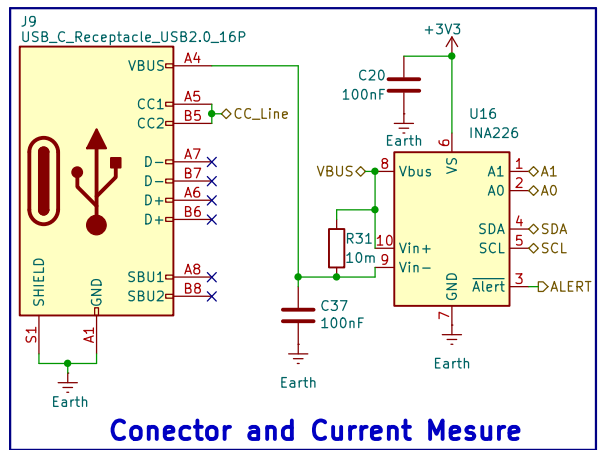 J9
USB_C_Receptacle_USB2.0_16P
VBUS A4
CC1 A5
CC2 B5
CC_Line
D- A7
D- B7
D+ A6
D+ B6
SBU1 A8
SBU2 B8
SHIELD
GND
S1
A1
Earth
+3V3
C20
100nF
Earth
U16
INA226
6
VS
VBUS 8 Vbus
A1 1 A1
A0 2 A0
SDA 4 SDA
SCL 5 SCL
R31
10m
10 Vin+
9 Vin-
Alert 3 ALERT
GND
7
Earth
C37
100nF
Earth
Conector and Current Mesure